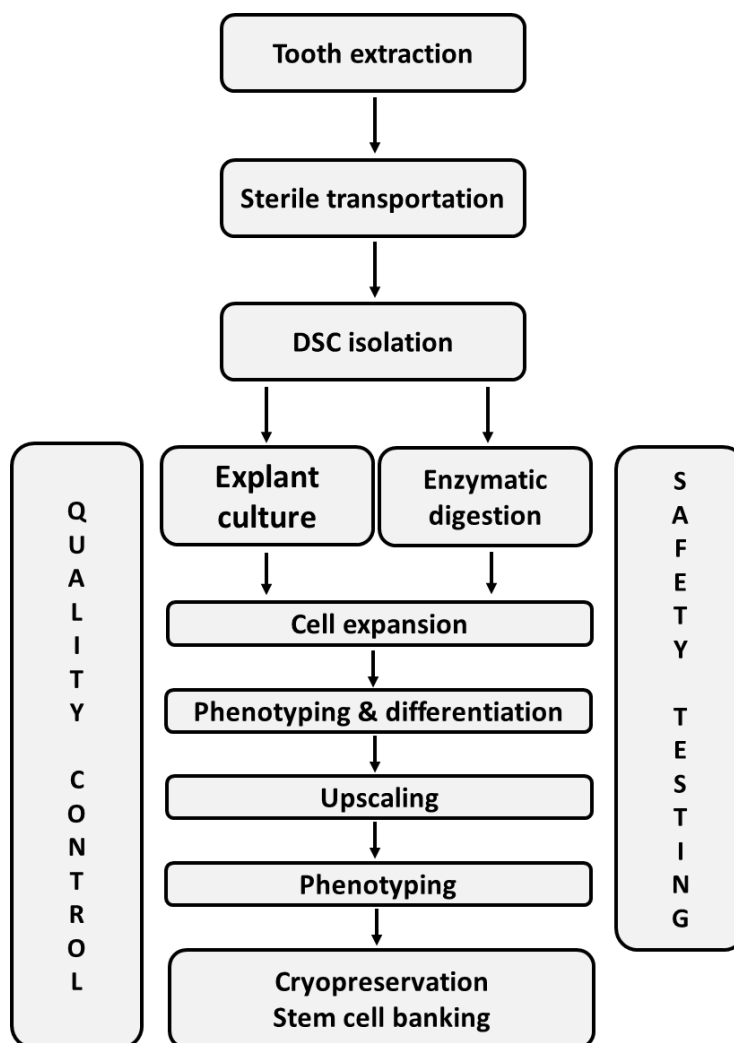 Tooth extraction
Sterile transportation
DSC isolation
Explant
culture
Enzymatic
digestion
QUALITY CONTROL
SAFETY TESTING
Cell expansion
Phenotyping & differentiation
Upscaling
Phenotyping
Cryopreservation
Stem cell banking